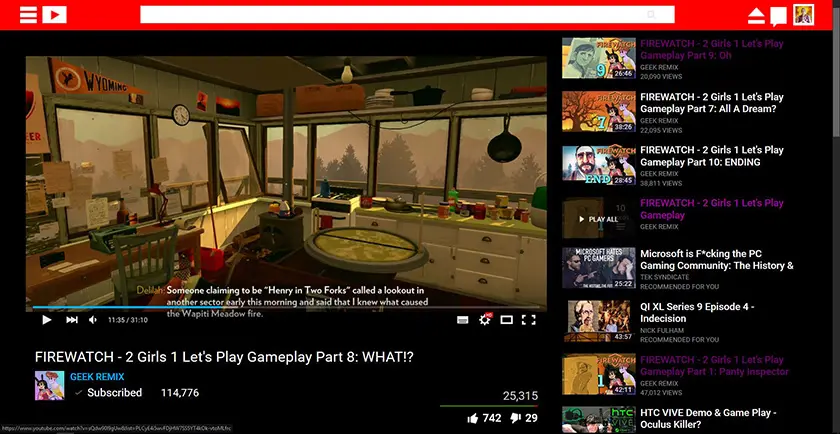 WYOMING
Delilah: Someone claiming to be "Henry in Two Forks" called a lookout in
another sector early this morning and said that I knew what caused
the Wapiti Meadow fire.
11:35 / 31:10
FIREWATCH - 2 Girls 1 Let's Play Gameplay Part 8: WHAT!?
GEEK REMIX
Subscribed 114,776
25,315
742 29
FIREWATCH
9
26:46
FIREWATCH - 2 Girls 1 Let's Play
Gameplay Part 9: Oh
GEEK REMIX
20,090 VIEWS
FIREWATCH
7
38:26
FIREWATCH - 2 Girls 1 Let's Play
Gameplay Part 7: All A Dream?
GEEK REMIX
22,095 VIEWS
FIREWATCH
END
28:45
FIREWATCH - 2 Girls 1 Let's Play
Gameplay Part 10: ENDING
GEEK REMIX
38,811 VIEWS
PLAY ALL
10
FIREWATCH - 2 Girls 1 Let's Play
Gameplay
GEEK REMIX
MICROSOFT HATES
PC GAMERS
25:22
Microsoft is F*cking the PC
Gaming Community: The History &
TEK SYNDICATE
RECOMMENDED FOR YOU
43:57
QI XL Series 9 Episode 4 -
Indecision
NICK FULHAM
RECOMMENDED FOR YOU
FIREWATCH
1
42:11
FIREWATCH - 2 Girls 1 Let's Play
Gameplay Part 1: Panty Inspector
GEEK REMIX
47,012 VIEWS
HTC
VIVE
HTC VIVE Demo & Game Play -
Oculus Killer?